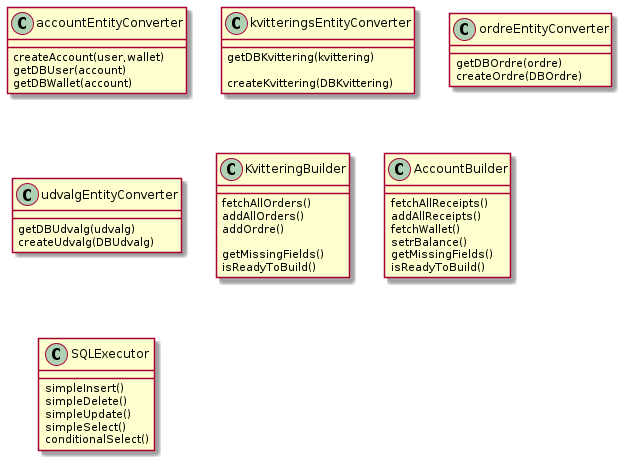 C accountEntityConverter
createAccount(user,wallet)
getDBUser(account)
getDBWallet(account)
C kvitteringsEntityConverter
getDBKvittering(kvittering)
createKvittering(DBKvittering)
C ordreEntityConverter
getDBOrdre(ordre)
createOrdre(DBOrdre)
C udvalgEntityConverter
getDBUdvalg(udvalg)
createUdvalg(DBUdvalg)
C KvitteringBuilder
fetchAllOrders()
addAllOrders()
addOrdre()
getMissingFields()
isReadyToBuild()
C AccountBuilder
fetchAllReceipts()
addAllReceipts()
fetchWallet()
setrBalance()
getMissingFields()
isReadyToBuild()
C SQLExecutor
simpleInsert()
simpleDelete()
simpleUpdate()
simpleSelect()
conditionalSelect()